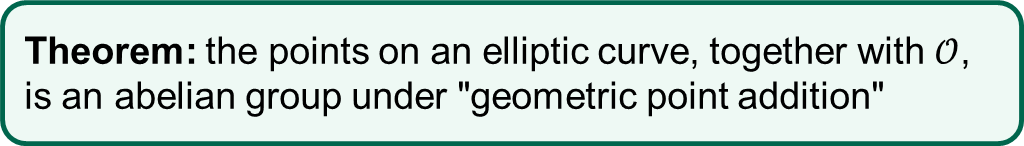 Theorem: the points on an elliptic curve, together with 𝒪,
is an abelian group under "geometric point addition"